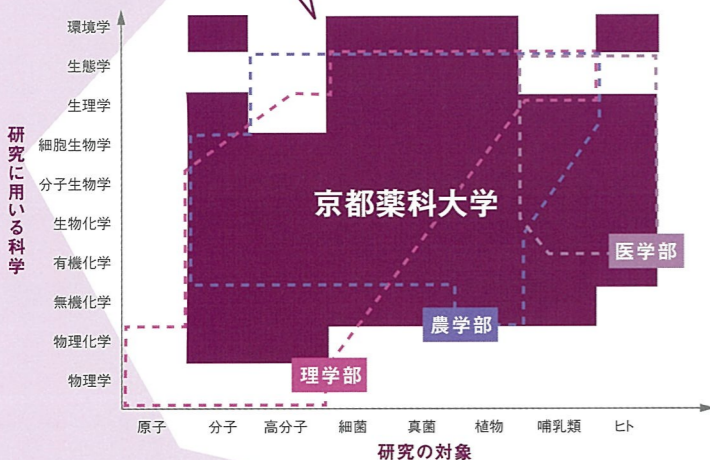 環境学
生態学
生理学
細胞生物学
分子生物学
生物化学
有機化学
無機化学
物理化学
物理学
研究に用いる科学
京都薬科大学
医学部
農学部
理学部
原子
分子
高分子
細菌
真菌
植物
哺乳類
ヒト
研究の対象